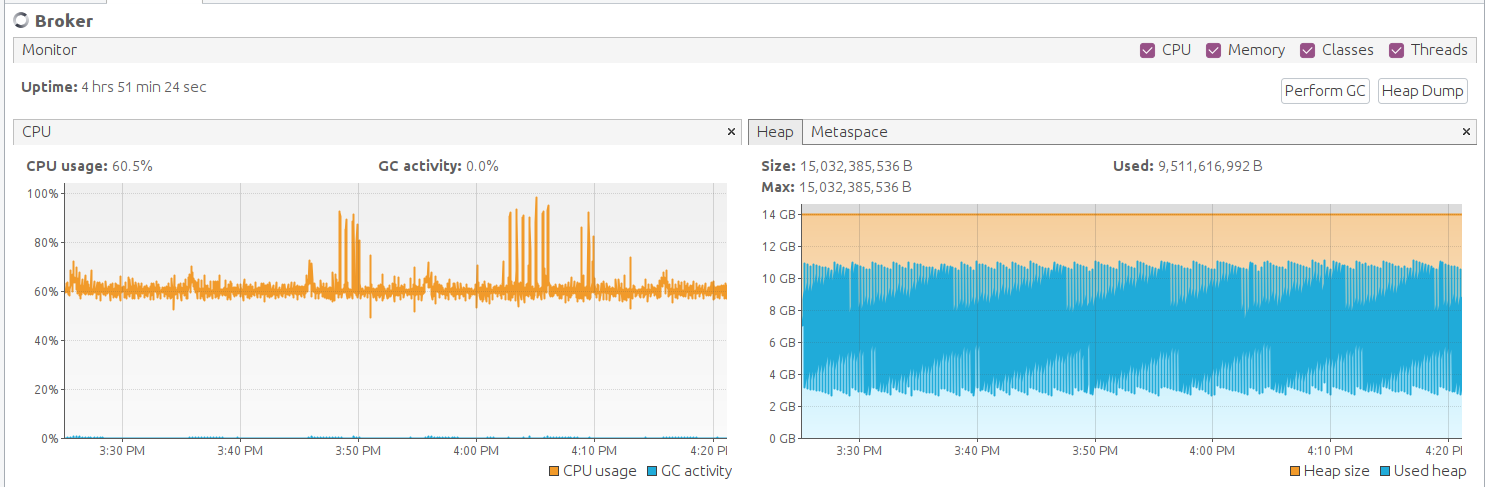 Broker
Monitor CPU Memory Classes Threads
Uptime: 4 hrs 51 min 24 sec Perform GC Heap Dump
CPU × Heap Metaspace ×
CPU usage: 60.5% GC activity: 0.0%
Size: 15,032,385,536 B Used: 9,511,616,992 B
Max: 15,032,385,536 B
100%
80%
60%
40%
20%
0%
3:30 PM 3:40 PM 3:50 PM 4:00 PM 4:10 PM 4:20 PM
CPU usage GC activity
14 GB
12 GB
10 GB
8 GB
6 GB
4 GB
2 GB
0 GB
3:30 PM 3:40 PM 3:50 PM 4:00 PM 4:10 PM 4:20 PM
Heap size Used heap